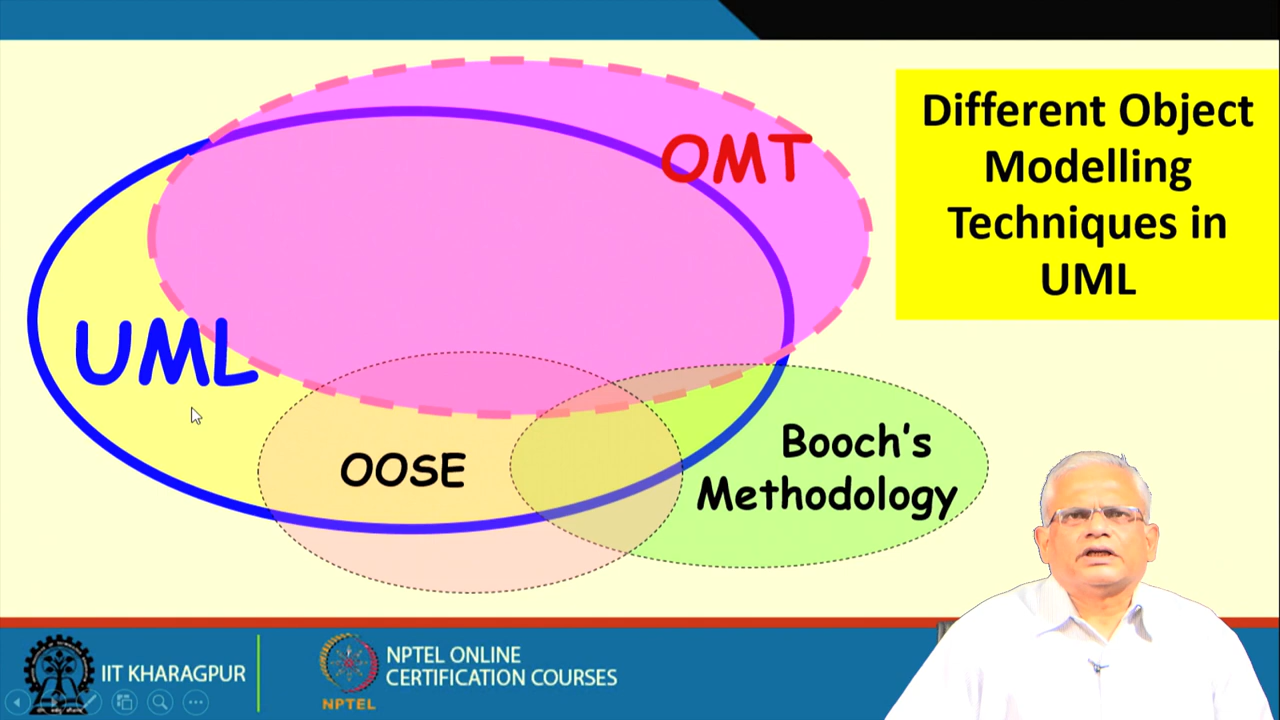 Different Object
Modelling
Techniques in
UML
OMT
UML
OOSE
Booch's
Methodology
IIT KHARAGPUR
NPTEL
NPTEL ONLINE
CERTIFICATION COURSES